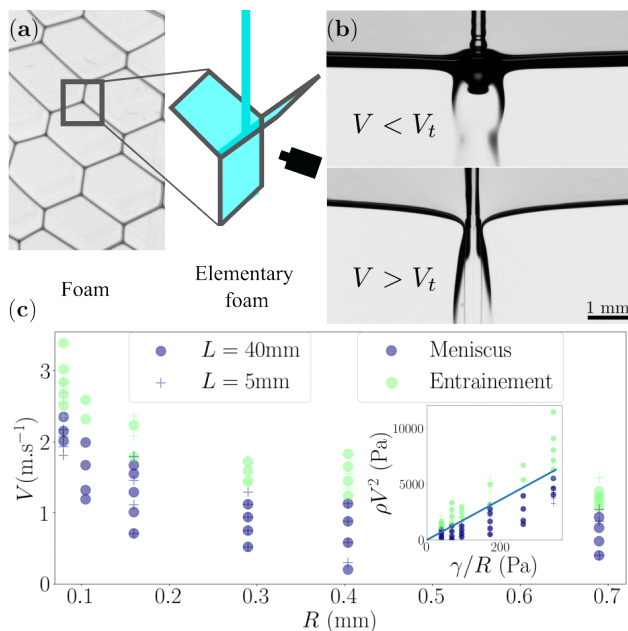 (a)
(b)
V < V_t
V > V_t
1 mm
Foam
Elementary
foam
(c)
L = 40mm
L = 5mm
Meniscus
Entrainement
V(m.s⁻¹)
3
2
1
0
0.1 0.2 0.3 0.4 0.5 0.6 0.7
R (mm)
ρV² (Pa)
10000
5000
0
0 200
γ/R (Pa)